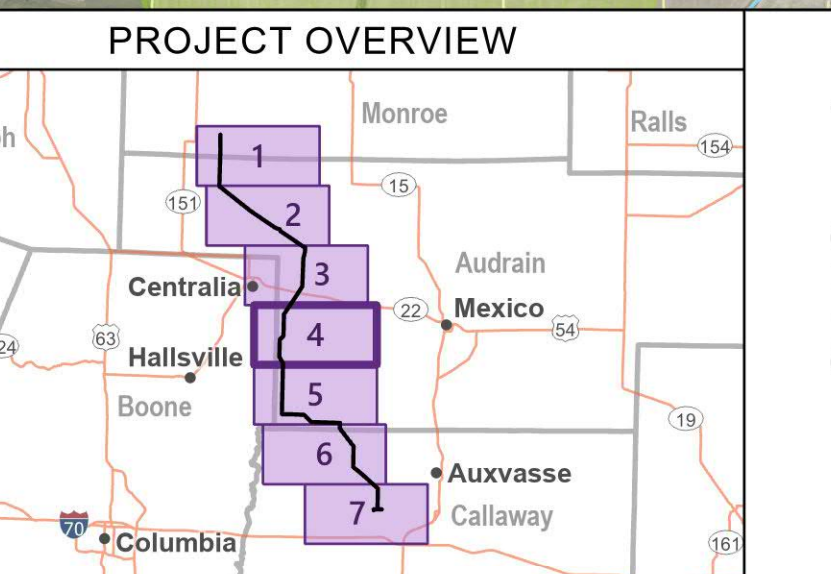 PROJECT OVERVIEW
Monroe
Ralls
h
154
1
15
151
2
Audrain
3
Centralia
22
Mexico
4
54
63
24
Hallsville
5
Boone
19
6
Auxvasse
7
Callaway
70
Columbia
161